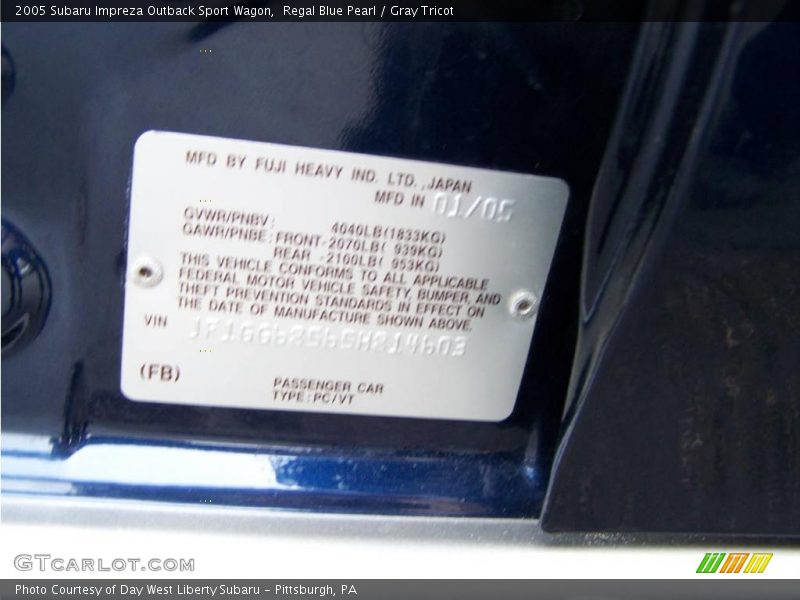 2005 Subaru Impreza Outback Sport Wagon, Regal Blue Pearl / Gray Tricot
MFD BY FUJI HEAVY IND. LTD., JAPAN
MFD IN 01/05
GVWR/PNBV: 4040LB(1833KG)
GAWR/PNBE: FRONT-2070LB( 939KG)
REAR -2100LB( 953KG)
THIS VEHICLE CONFORMS TO ALL APPLICABLE
FEDERAL MOTOR VEHICLE SAFETY, BUMPER, AND
THEFT PREVENTION STANDARDS IN EFFECT ON
THE DATE OF MANUFACTURE SHOWN ABOVE.
VIN
(FB)
PASSENGER CAR
TYPE:PC/VT
GTCARLOT.COM
Photo Courtesy of Day West Liberty Subaru - Pittsburgh, PA